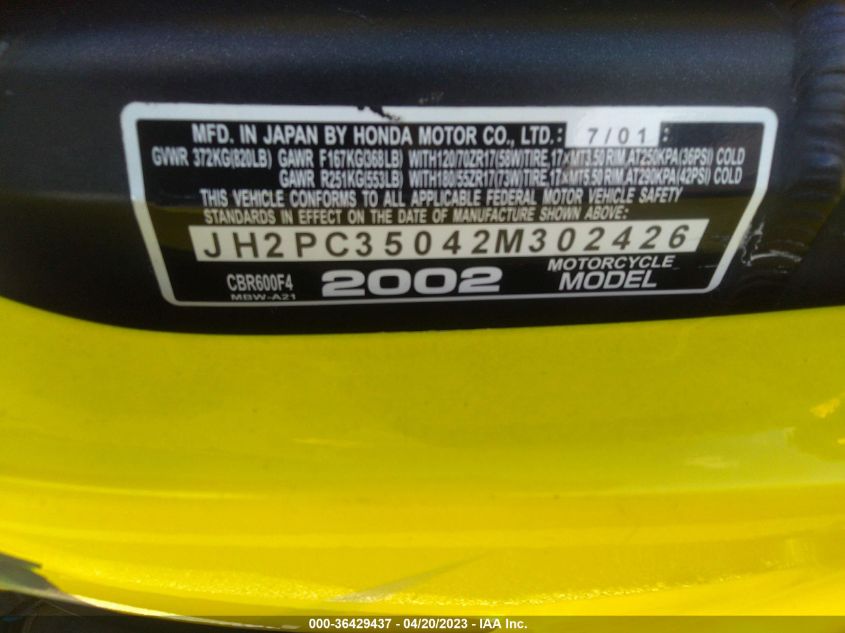 MFD. IN JAPAN BY HONDA MOTOR CO., LTD.: 7/01
GVWR 372KG(820LB) GAWR F167KG(368LB) WITH120/70ZR17(58W)TIRE,17×MT3.50 RIM,AT250KPA(36PSI) COLD
GAWR R251KG(553LB) WITH180/55ZR17(73W)TIRE,17×MT5.50 RIM,AT290KPA(42PSI) COLD
THIS VEHICLE CONFORMS TO ALL APPLICABLE FEDERAL MOTOR VEHICLE SAFETY
STANDARDS IN EFFECT ON THE DATE OF MANUFACTURE SHOWN ABOVE:
JH2PC35042M302426
CBR600F4 2002 MOTORCYCLE
MBW-A21 MODEL
000-36429437 - 04/20/2023 - IAA Inc.